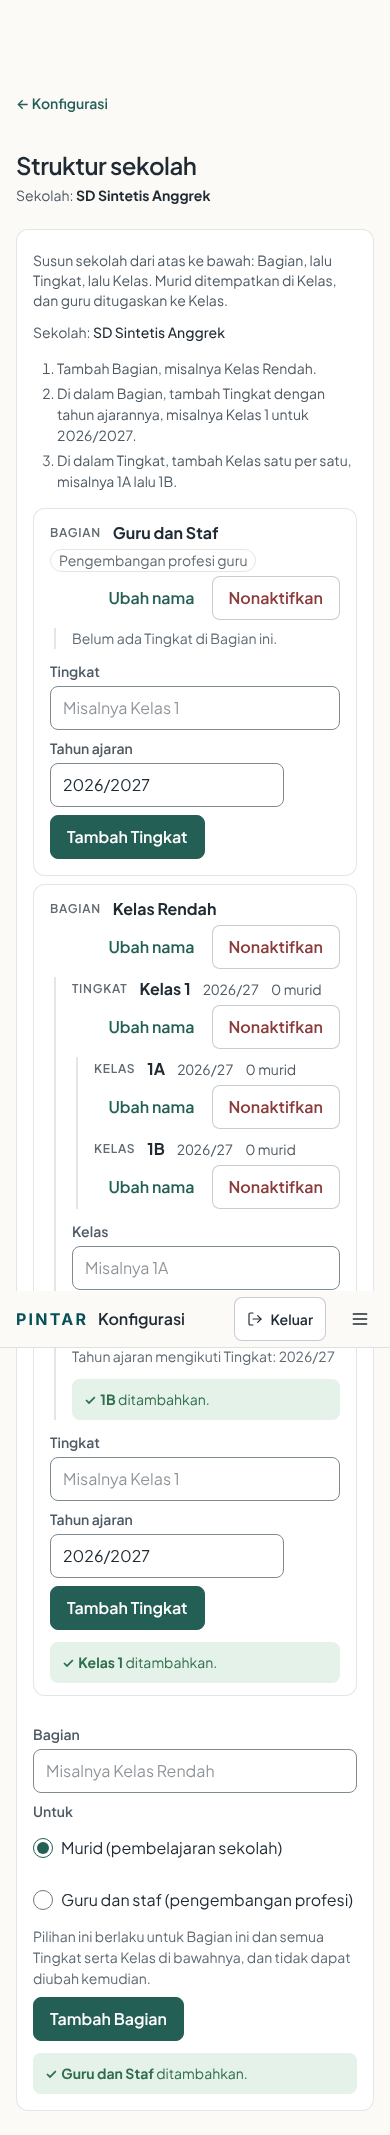 ← Konfigurasi
Struktur sekolah
Sekolah: SD Sintetis Anggrek
Susun sekolah dari atas ke bawah: Bagian, lalu
Tingkat, lalu Kelas. Murid ditempatkan di Kelas,
dan guru ditugaskan ke Kelas.
Sekolah: SD Sintetis Anggrek
1. Tambah Bagian, misalnya Kelas Rendah.
2. Di dalam Bagian, tambah Tingkat dengan
tahun ajarannya, misalnya Kelas 1 untuk
2026/2027.
3. Di dalam Tingkat, tambah Kelas satu per satu,
misalnya 1A lalu 1B.
BAGIAN Guru dan Staf
Pengembangan profesi guru
Ubah nama Nonaktifkan
Belum ada Tingkat di Bagian ini.
Tingkat
Misalnya Kelas 1
Tahun ajaran
2026/2027
Tambah Tingkat
BAGIAN Kelas Rendah
Ubah nama Nonaktifkan
TINGKAT Kelas 1 2026/27 0 murid
Ubah nama Nonaktifkan
KELAS 1A 2026/27 0 murid
Ubah nama Nonaktifkan
KELAS 1B 2026/27 0 murid
Ubah nama Nonaktifkan
Kelas
Misalnya 1A
PINTAR Konfigurasi Keluar
Tahun ajaran mengikuti Tingkat: 2026/27
✓ 1B ditambahkan.
Tingkat
Misalnya Kelas 1
Tahun ajaran
2026/2027
Tambah Tingkat
✓ Kelas 1 ditambahkan.
Bagian
Misalnya Kelas Rendah
Untuk
Murid (pembelajaran sekolah)
Guru dan staf (pengembangan profesi)
Pilihan ini berlaku untuk Bagian ini dan semua
Tingkat serta Kelas di bawahnya, dan tidak dapat
diubah kemudian.
Tambah Bagian
✓ Guru dan Staf ditambahkan.